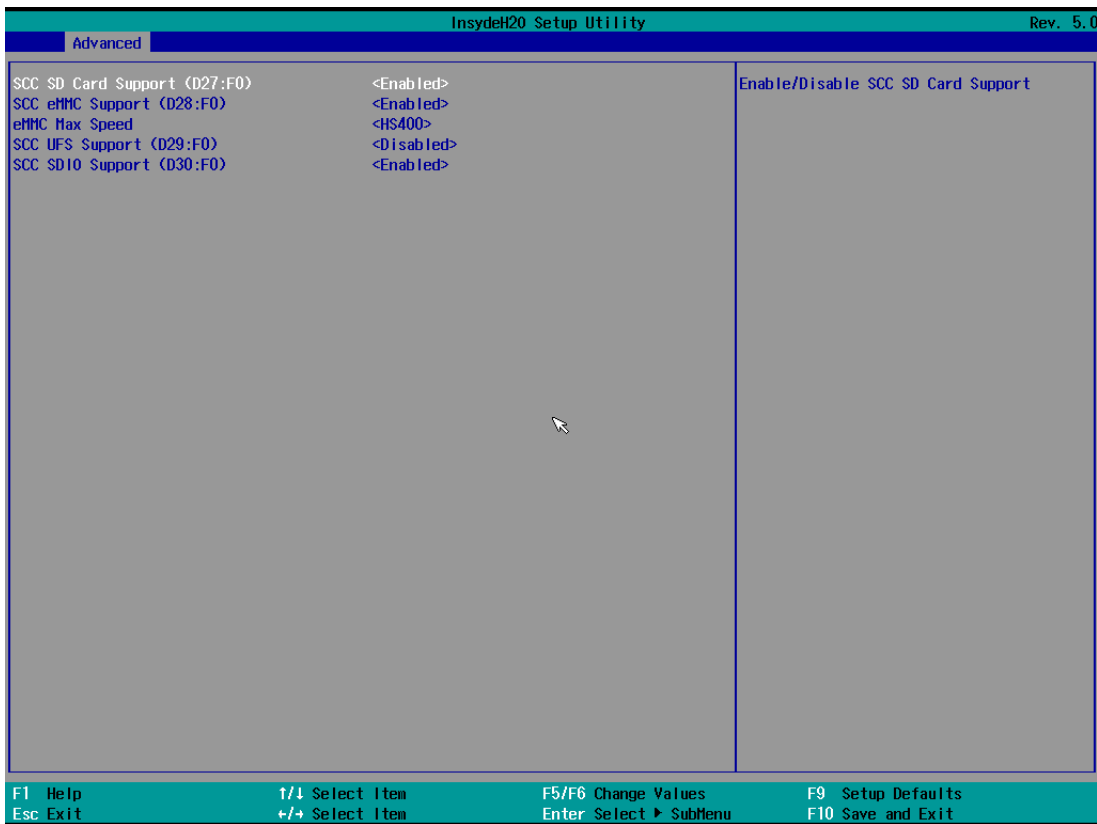 InsydeH20 Setup Utility Rev. 5.0
Advanced
SCC SD Card Support (D27:F0) <Enabled> Enable/Disable SCC SD Card Support
SCC eMMC Support (D28:F0) <Enabled>
eMMC Max Speed <HS400>
SCC UFS Support (D29:F0) <Disabled>
SCC SDIO Support (D30:F0) <Enabled>
F1 Help ↑/↓ Select Item F5/F6 Change Values F9 Setup Defaults
Esc Exit ←/→ Select Item Enter Select ▶ SubMenu F10 Save and Exit